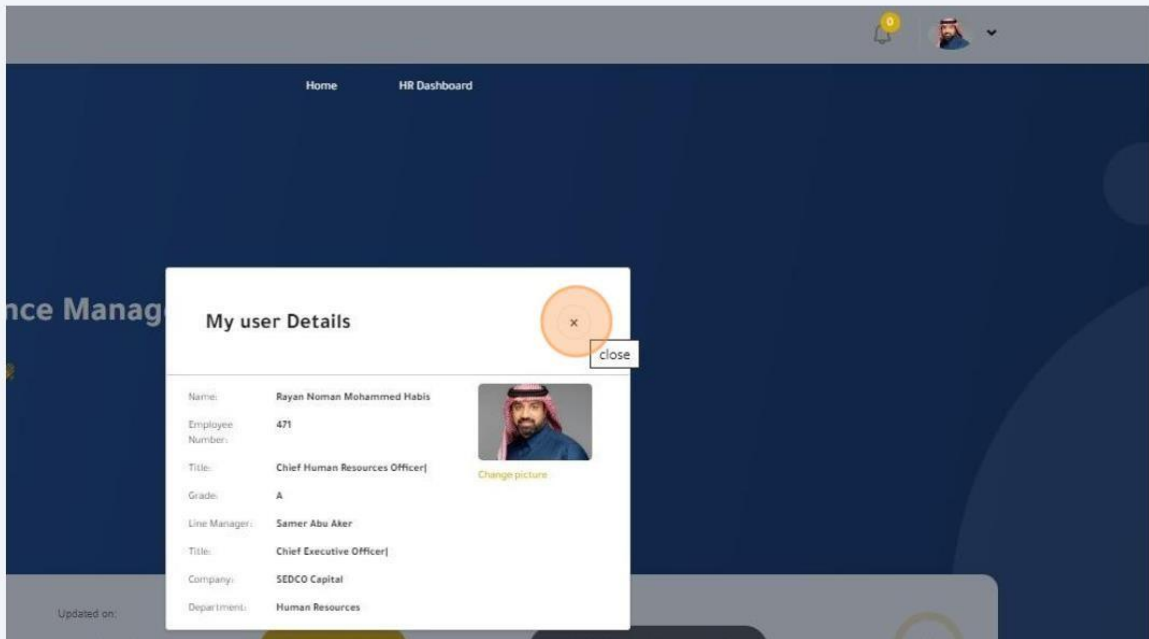 0
Home HR Dashboard
nce Manag
My user Details
×
close
Name: Rayan Noman Mohammed Habis
Employee Number: 471
Title: Chief Human Resources Officer|
Change picture
Grade: A
Line Manager: Samer Abu Aker
Title: Chief Executive Officer|
Company: SEDCO Capital
Department: Human Resources
Updated on: